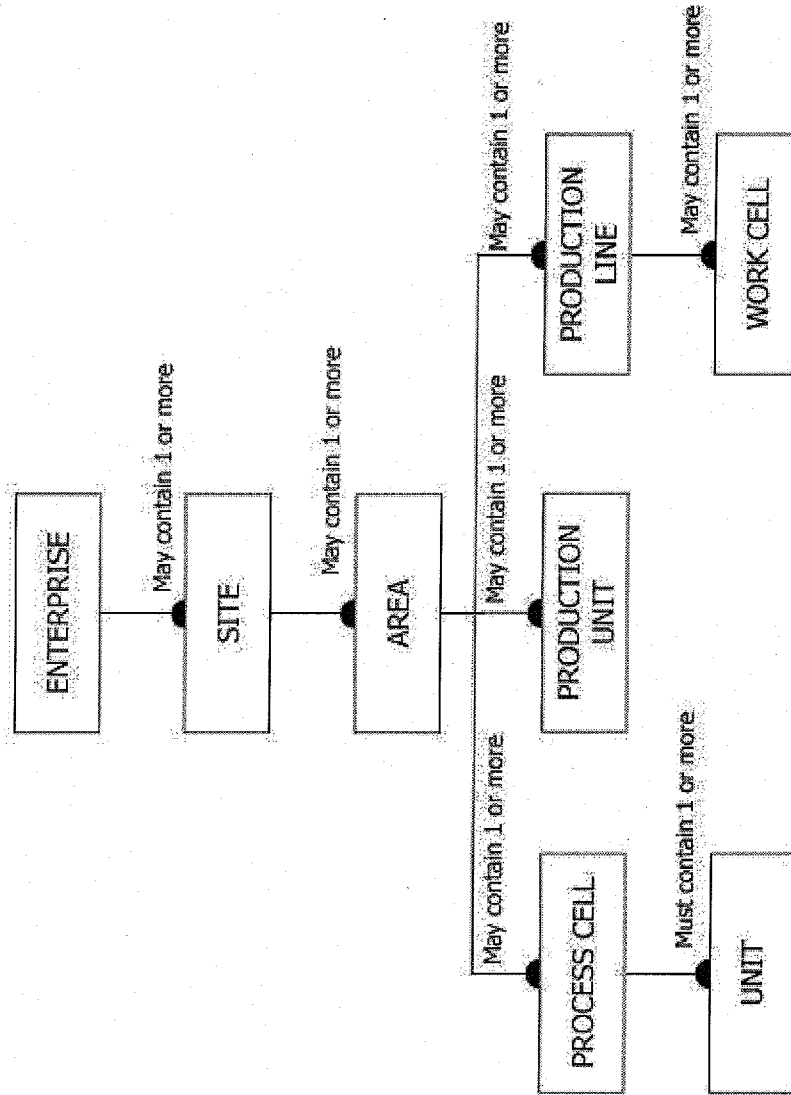 ENTERPRISE
May contain 1 or more
SITE
May contain 1 or more
AREA
May contain 1 or more
May contain 1 or more
May contain 1 or more
PROCESS CELL
PRODUCTION
UNIT
PRODUCTION
LINE
Must contain 1 or more
May contain 1 or more
UNIT
WORK CELL